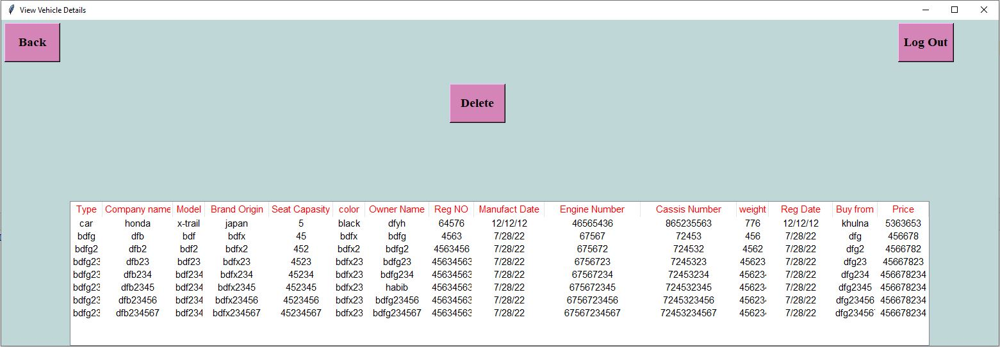 View Vehicle Details
Back
Log Out
Delete
Type Company name Model Brand Origin Seat Capasity color Owner Name Reg NO Manufact Date Engine Number Cassis Number weight Reg Date Buy from Price
car honda x-trail japan 5 black dfyh 64576 12/12/12 46565436 865235563 776 12/12/12 khulna 5363653
bdfg dfb bdf bdfx 45 bdfx bdfg 4563 7/28/22 67567 72453 456 7/28/22 dfg 456678
bdfg2 dfb2 bdf2 bdfx2 452 bdfx2 bdfg2 4563456 7/28/22 675672 724532 4562 7/28/22 dfg2 4566782
bdfg23 dfb23 bdf23 bdfx23 4523 bdfx23 bdfg23 45634563 7/28/22 6756723 7245323 45623 7/28/22 dfg23 45667823
bdfg23 dfb234 bdf234 bdfx234 45234 bdfx23 bdfg234 45634563 7/28/22 67567234 72453234 456234 7/28/22 dfg234 456678234
bdfg23 dfb2345 bdf234 bdfx2345 452345 bdfx23 habib 45634563 7/28/22 675672345 724532345 456234 7/28/22 dfg2345 456678234
bdfg23 dfb23456 bdf234 bdfx23456 4523456 bdfx23 bdfg23456 45634563 7/28/22 6756723456 7245323456 456234 7/28/22 dfg23456 456678234
bdfg23 dfb234567 bdf234 bdfx234567 45234567 bdfx23 bdfg234567 45634563 7/28/22 67567234567 72453234567 456234 7/28/22 dfg234567 456678234